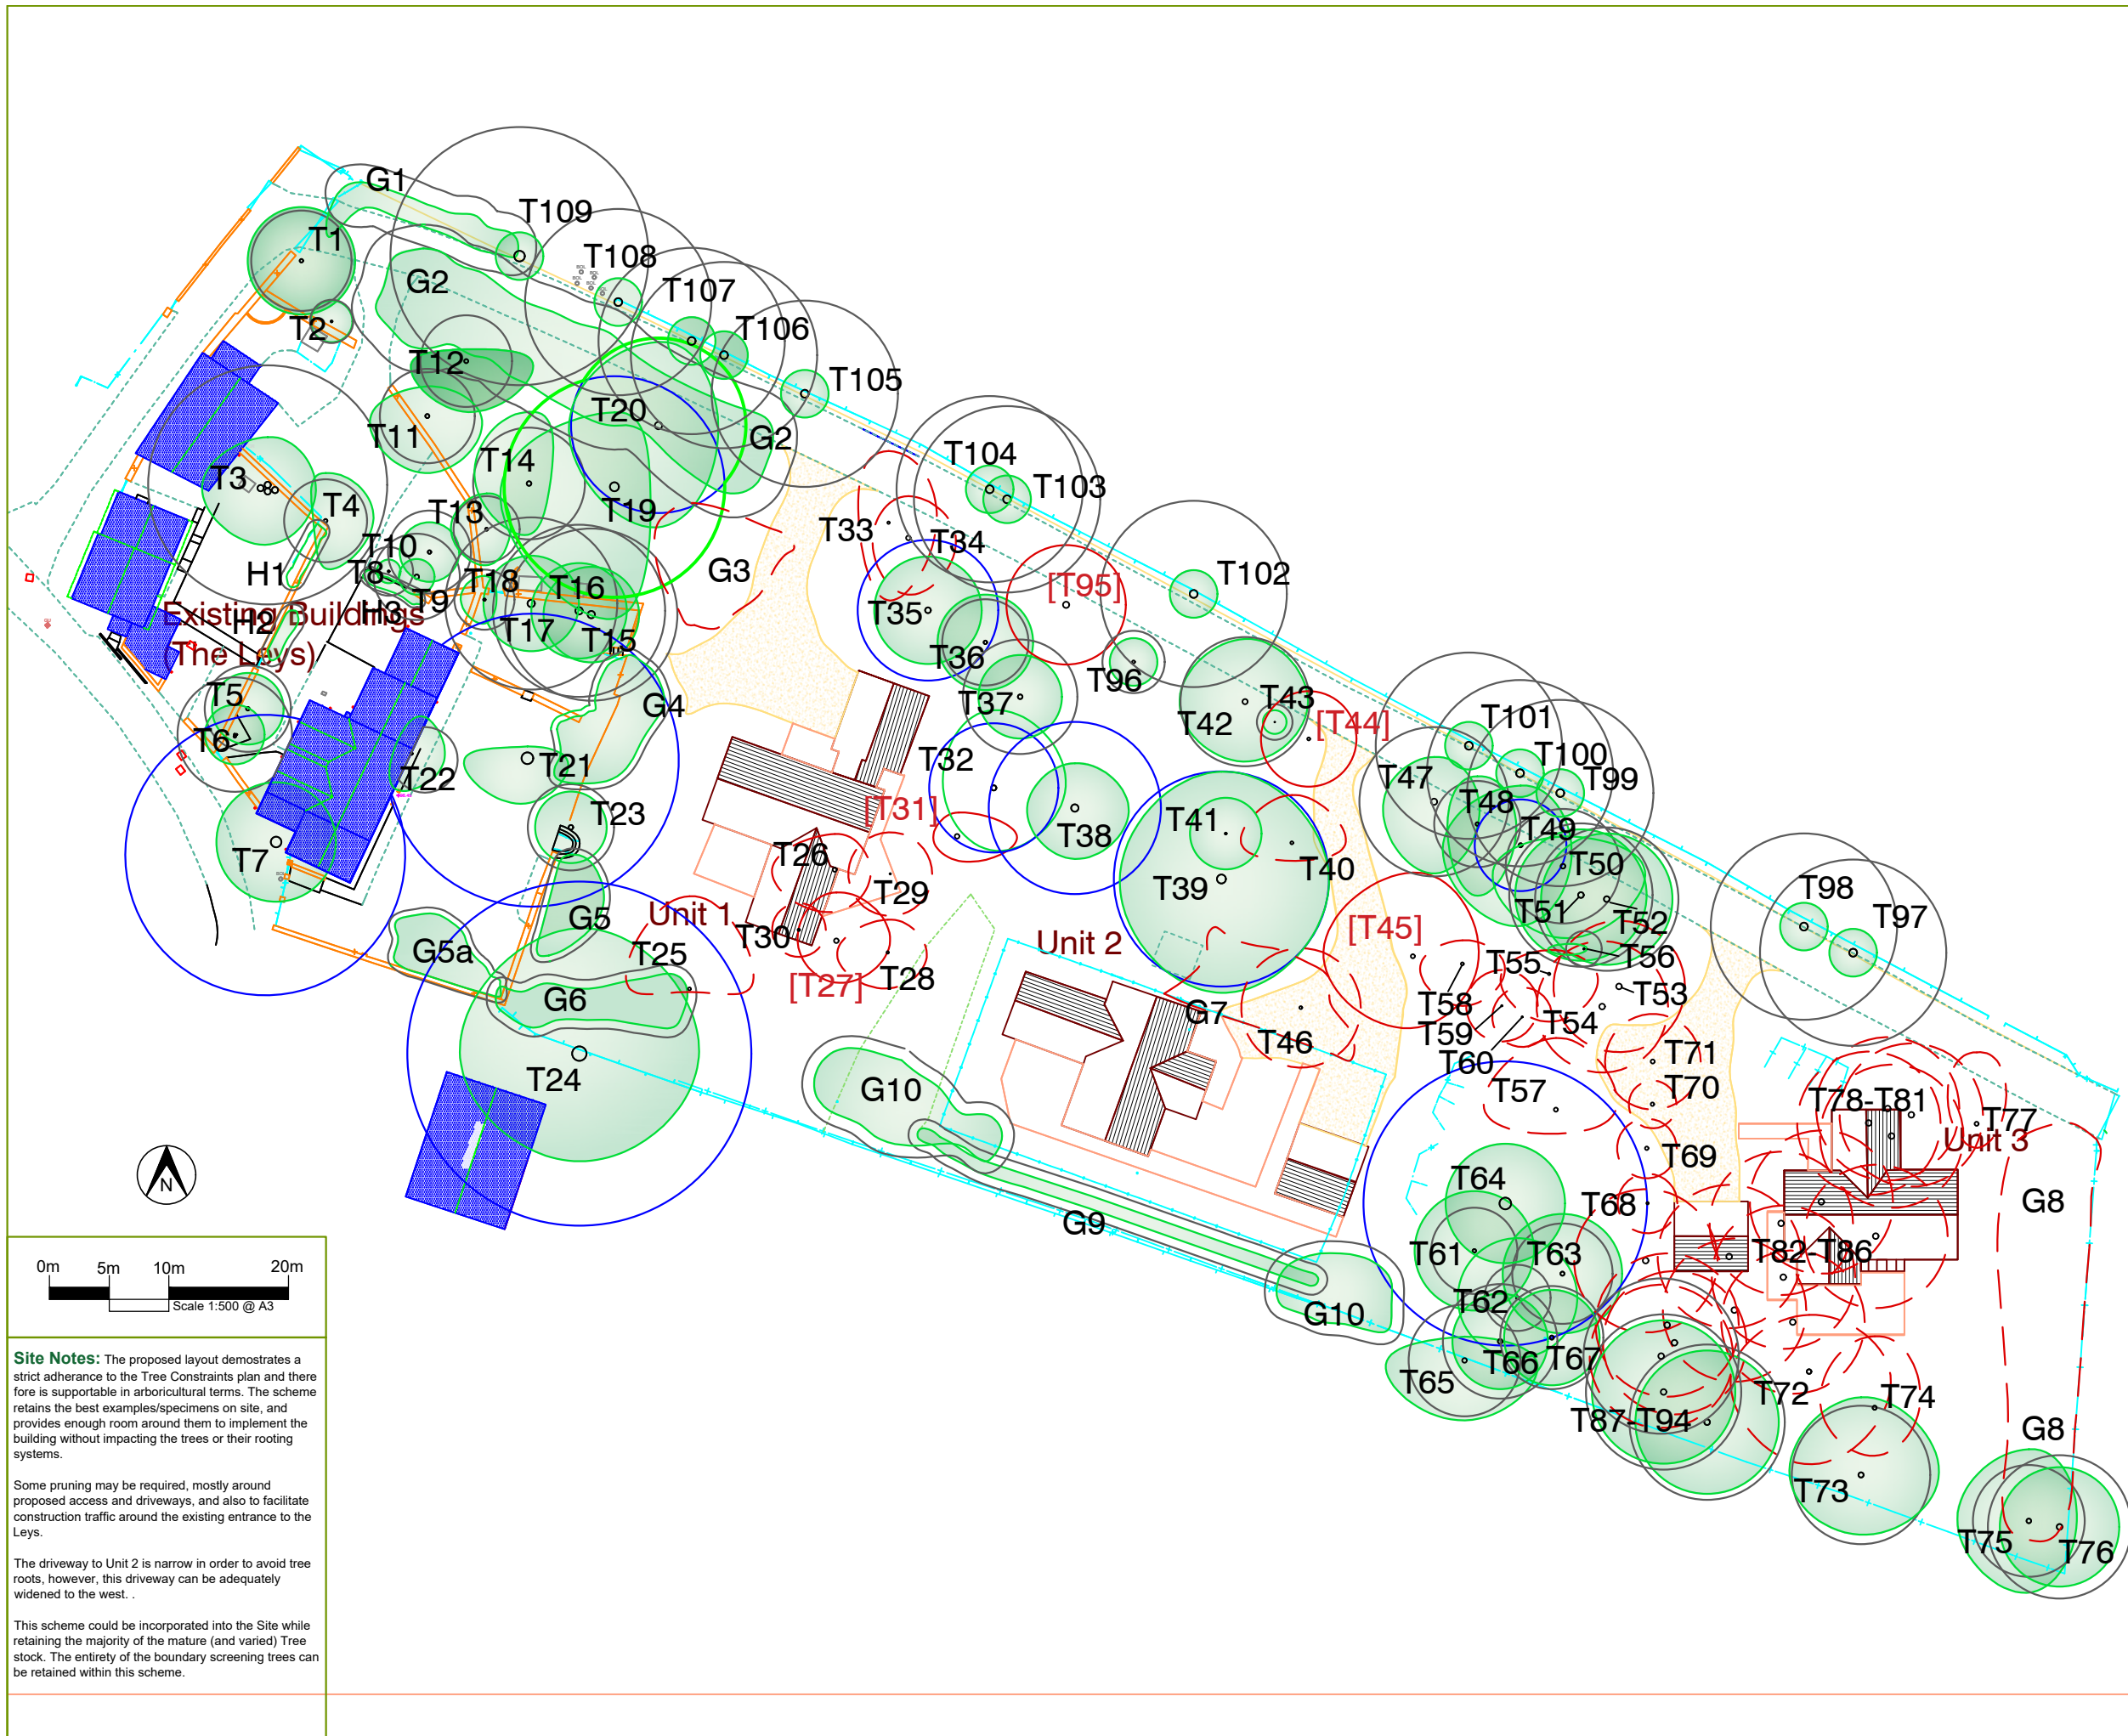 G1
T109
T1
T108
G2
T107
T2
T106
T12
T105
T20
T11
G2
T14
T104
T3
T103
T19
T4
T13
T33
T34
T10
G3
T102
H1
T8
T18
T16
[T95]
T9
Existing Buildings
H3
T35
H2
T17
T15
(The Leys)
T36
T96
T5
G4
T37
T43
T42
[T44]
T101
T6
T100
T32
T21
T22
T47
T99
[T31]
T48
T23
T41
T49
T38
T7
T26
T40
T50
T39
T29
T51
G5
Unit 1
T98
T52
T30
[T45]
T97
G5a
T25
Unit 2
T28
T55
T56
[T27]
T53
G6
T58
G7
T54
T59
T46
T71
T60
T24
G10
T57
T70
T78-T81
T77
Unit 3
T69
T64
T68
G8
G9
T61
T63
T82-T86
T62
G10
T66
T67
T65
T72
T74
T87-T94
G8
T73
T75
T76
N
0m 5m 10m 20m
Scale 1:500 @ A3
Site Notes: The proposed layout demostrates a
strict adherance to the Tree Constraints plan and there
fore is supportable in arboricultural terms. The scheme
retains the best examples/specimens on site, and
provides enough room around them to implement the
building without impacting the trees or their rooting
systems.
Some pruning may be required, mostly around
proposed access and driveways, and also to facilitate
construction traffic around the existing entrance to the
Leys.
The driveway to Unit 2 is narrow in order to avoid tree
roots, however, this driveway can be adequately
widened to the west. .
This scheme could be incorporated into the Site while
retaining the majority of the mature (and varied) Tree
stock. The entirety of the boundary screening trees can
be retained within this scheme.